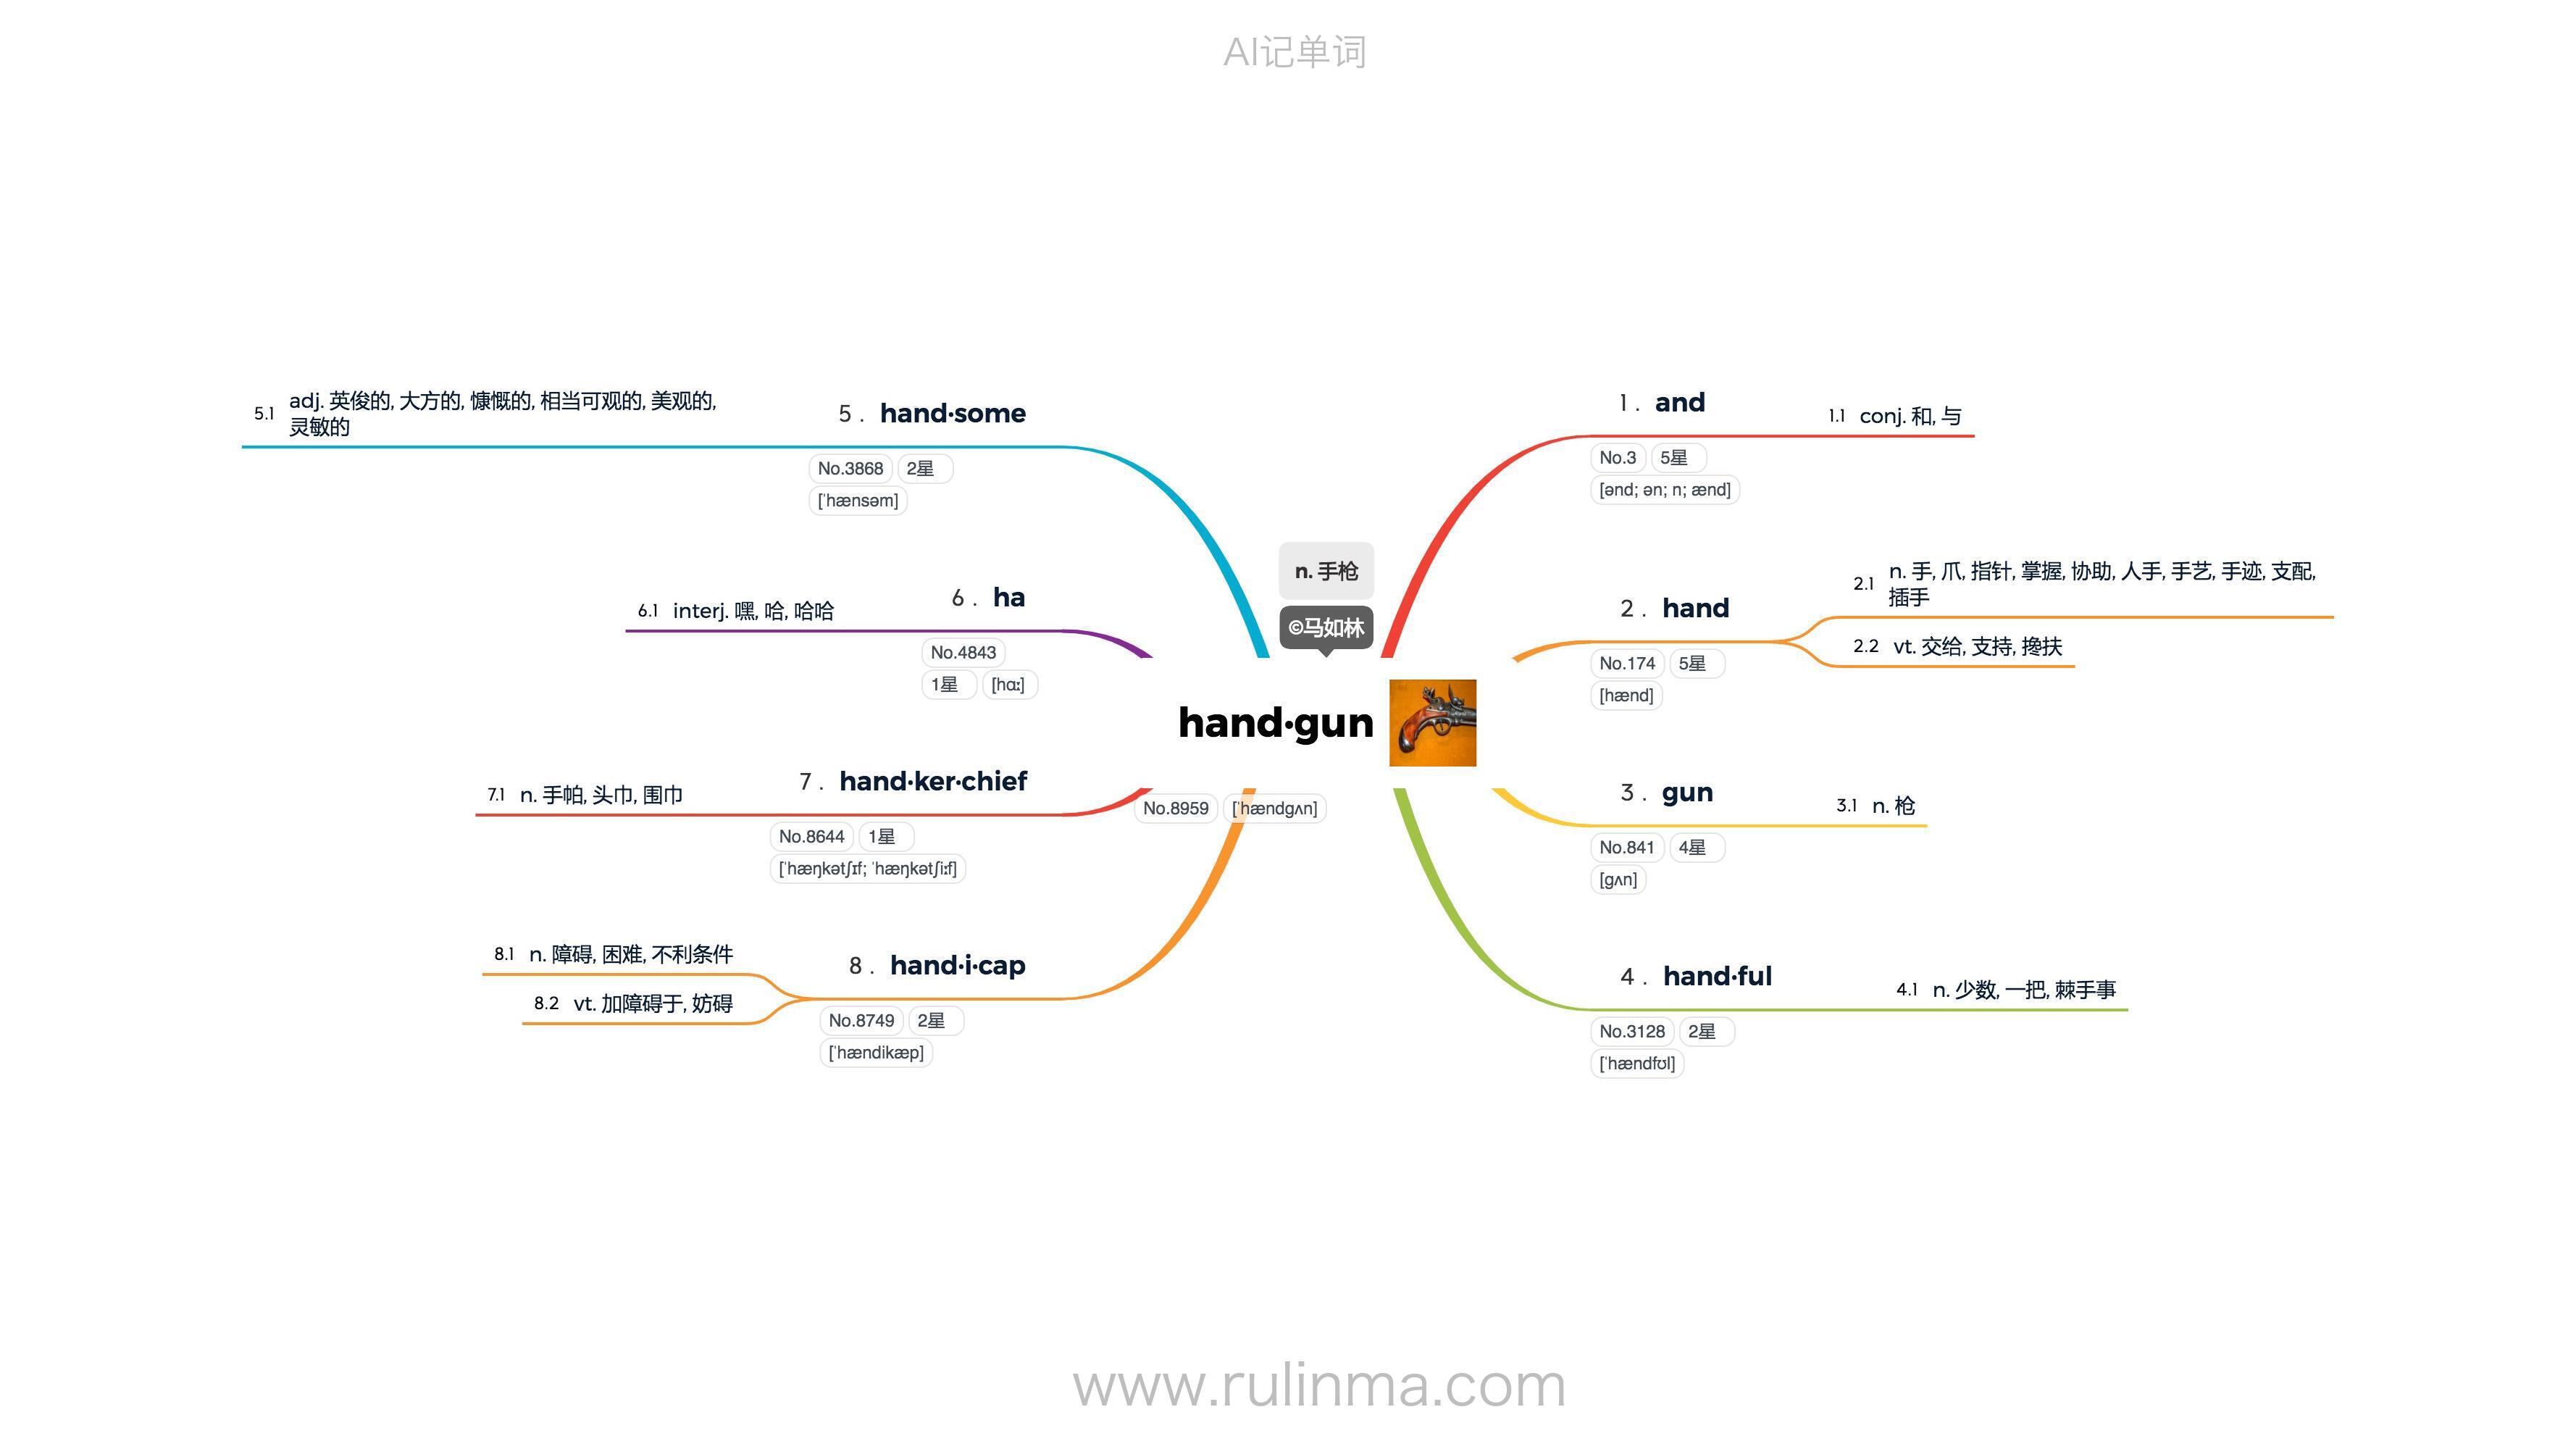 AI记单词
n. 手枪
©马如林
hand·gun
No.8959 [ˈhændgʌn]
1 . and
No.3 5星
[ənd; ən; n; ænd]
1.1 conj. 和, 与
2 . hand
No.174 5星
[hænd]
2.1 n. 手, 爪, 指针, 掌握, 协助, 人手, 手艺, 手迹, 支配,
插手
2.2 vt. 交给, 支持, 搀扶
3 . gun
No.841 4星
[gʌn]
3.1 n. 枪
4 . hand·ful
No.3128 2星
[ˈhændfʊl]
4.1 n. 少数, 一把, 棘手事
5 . hand·some
No.3868 2星
[ˈhænsəm]
5.1 adj. 英俊的, 大方的, 慷慨的, 相当可观的, 美观的,
灵敏的
6 . ha
No.4843
1星 [hɑː]
6.1 interj. 嘿, 哈, 哈哈
7 . hand·ker·chief
No.8644 1星
[ˈhæŋkətʃɪf; ˈhæŋkətʃiːf]
7.1 n. 手帕, 头巾, 围巾
8 . hand·i·cap
No.8749 2星
[ˈhændikæp]
8.1 n. 障碍, 困难, 不利条件
8.2 vt. 加障碍于, 妨碍
www.rulinma.com